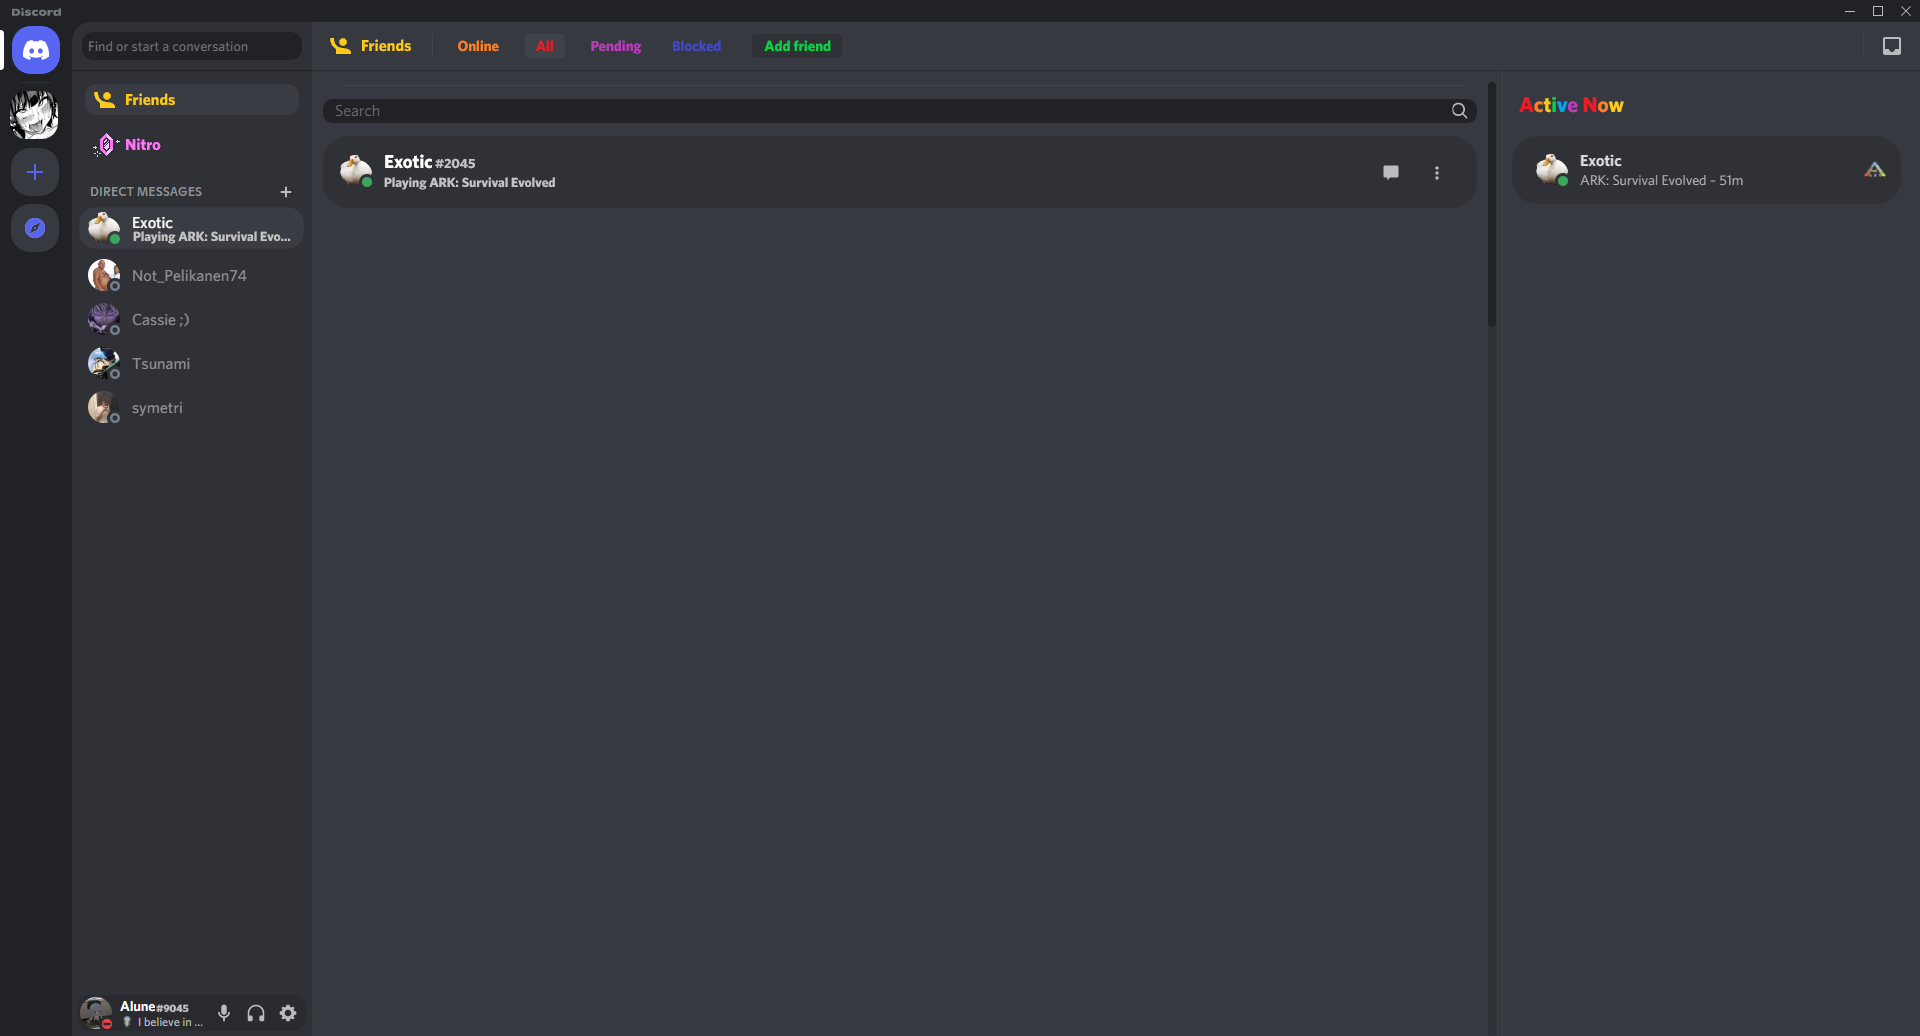 Discord
Find or start a conversation
Friends
Online
All
Pending
Blocked
Add friend
Friends
Nitro
DIRECT MESSAGES
Exotic
Playing ARK: Survival Evo...
Not_Pelikanen74
Cassie ;)
Tsunami
symetri
Alune#9045
I believe in ...
Search
Exotic #2045
Playing ARK: Survival Evolved
Active Now
Exotic
ARK: Survival Evolved – 51m